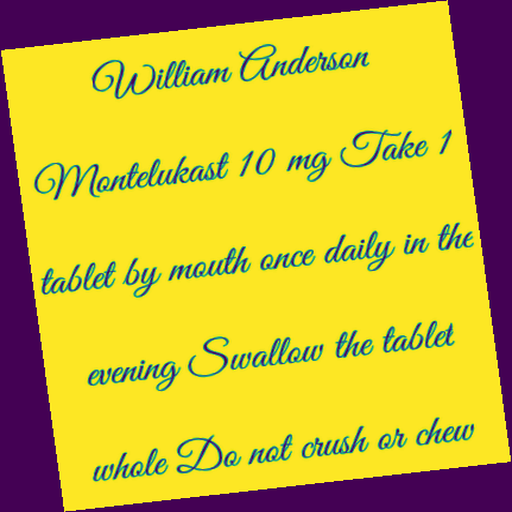 William Anderson
Montelukast 10 mg Take 1
tablet by mouth once daily in the
evening Swallow the tablet
whole Do not crush or chew